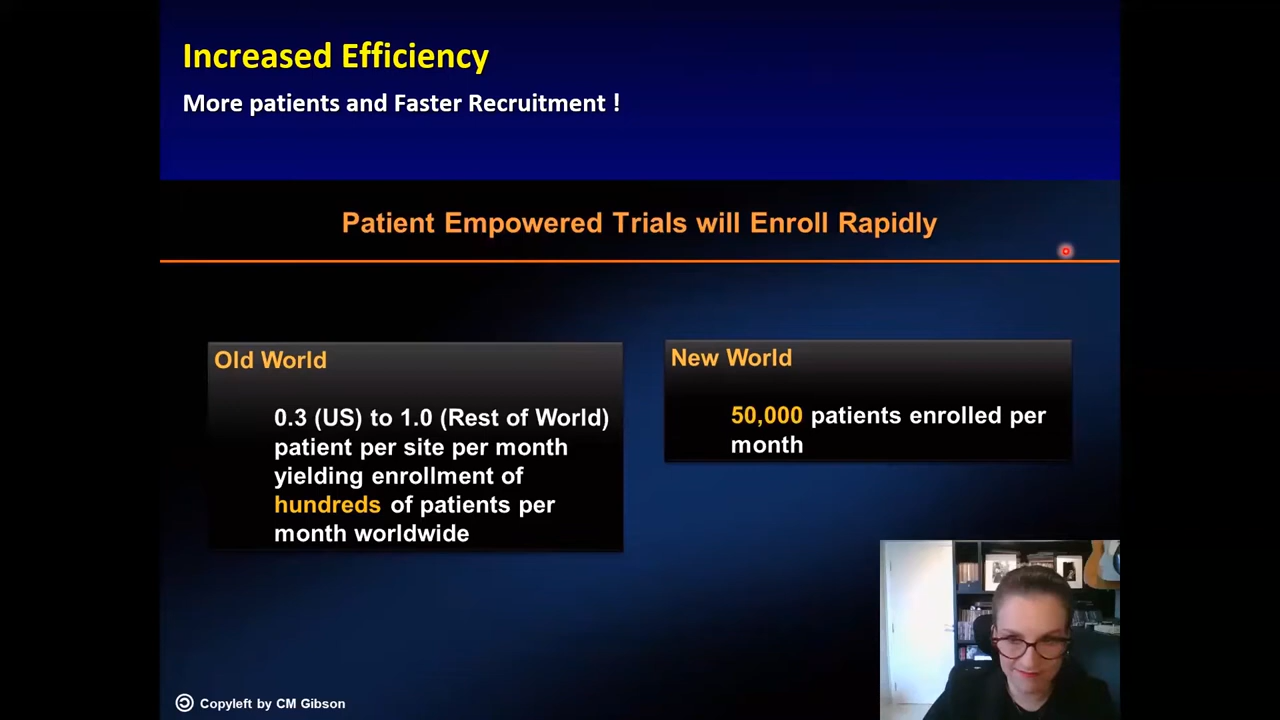 Increased Efficiency
More patients and Faster Recruitment !
Patient Empowered Trials will Enroll Rapidly
Old World
0.3 (US) to 1.0 (Rest of World)
patient per site per month
yielding enrollment of
hundreds of patients per
month worldwide
New World
50,000 patients enrolled per
month
Copyleft by CM Gibson